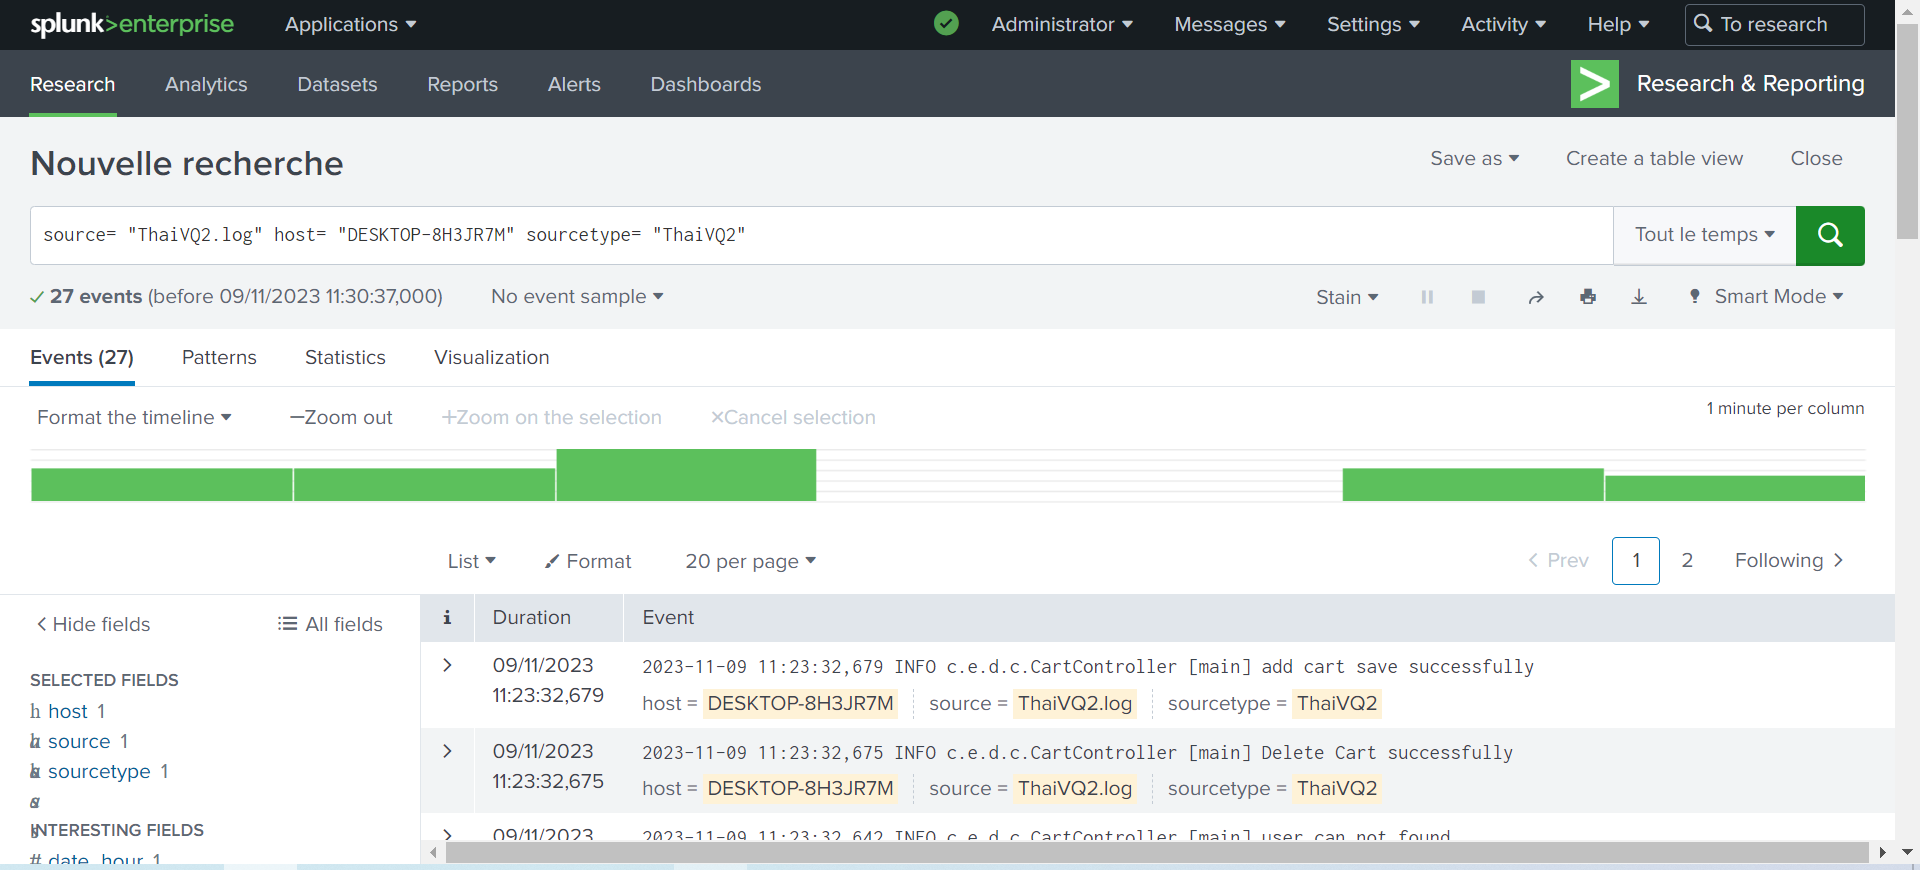 splunk>enterprise Applications Administrator Messages Settings Activity Help To research
Research Analytics Datasets Reports Alerts Dashboards Research & Reporting
Nouvelle recherche Save as Create a table view Close
source= "ThaiVQ2.log" host= "DESKTOP-8H3JR7M" sourcetype= "ThaiVQ2" Tout le temps
27 events (before 09/11/2023 11:30:37,000) No event sample Stain Smart Mode
Events (27) Patterns Statistics Visualization
Format the timeline —Zoom out +Zoom on the selection ×Cancel selection 1 minute per column
List Format 20 per page < Prev 1 2 Following >
< Hide fields All fields i Duration Event
SELECTED FIELDS
h host 1
a source 1
a sourcetype 1
INTERESTING FIELDS
# date_hour 1
> 09/11/2023 11:23:32,679 2023-11-09 11:23:32,679 INFO c.e.d.c.CartController [main] add cart save successfully
host = DESKTOP-8H3JR7M source = ThaiVQ2.log sourcetype = ThaiVQ2
> 09/11/2023 11:23:32,675 2023-11-09 11:23:32,675 INFO c.e.d.c.CartController [main] Delete Cart successfully
host = DESKTOP-8H3JR7M source = ThaiVQ2.log sourcetype = ThaiVQ2
> 09/11/2023 2023-11-09 11:23:32,642 INFO c.e.d.c.CartController [main] user can not found